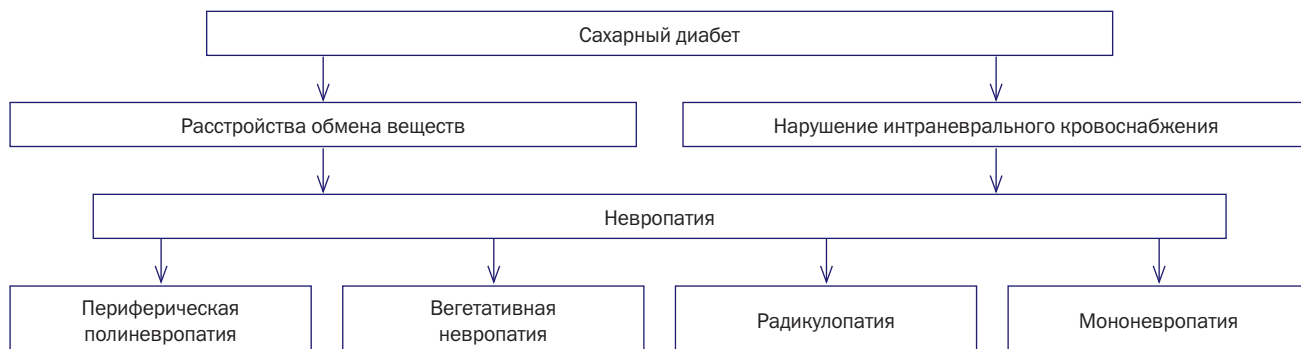 Сахарный диабет
Расстройства обмена веществ
Нарушение интраневрального кровоснабжения
Невропатия
Периферическая
полиневропатия
Вегетативная
невропатия
Радикулопатия
Мононевропатия